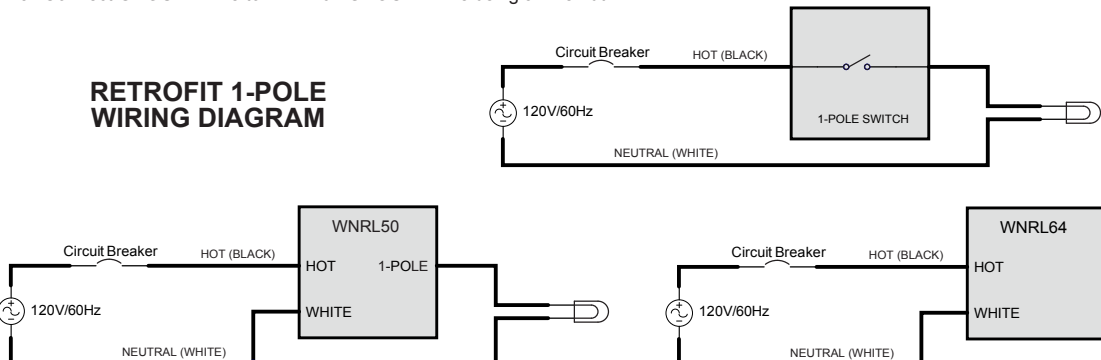 RETROFIT 1-POLE
WIRING DIAGRAM
Circuit Breaker
HOT (BLACK)
120V/60Hz
1-POLE SWITCH
NEUTRAL (WHITE)
WNRL50
Circuit Breaker
HOT (BLACK)
HOT 1-POLE
120V/60Hz
WHITE
NEUTRAL (WHITE)
WNRL64
Circuit Breaker
HOT (BLACK)
HOT
120V/60Hz
WHITE
NEUTRAL (WHITE)